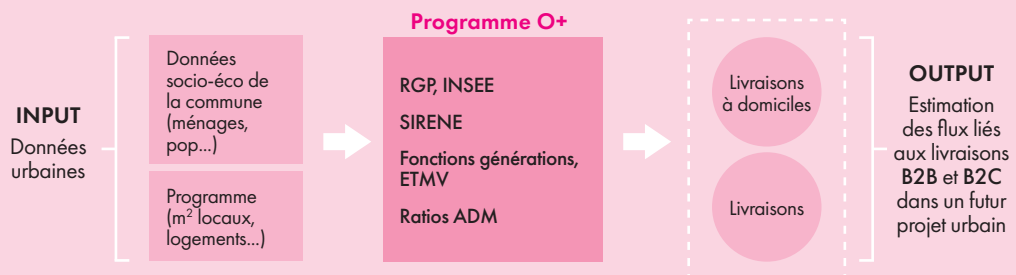 Programme O+
INPUT
Données
urbaines
Données
socio-éco de
la commune
(ménages,
pop...)
Programme
(m² locaux,
logements...)
RGP, INSEE
SIRENE
Fonctions générations,
ETMV
Ratios ADM
Livraisons
à domiciles
Livraisons
OUTPUT
Estimation
des flux liés
aux livraisons
B2B et B2C
dans un futur
projet urbain